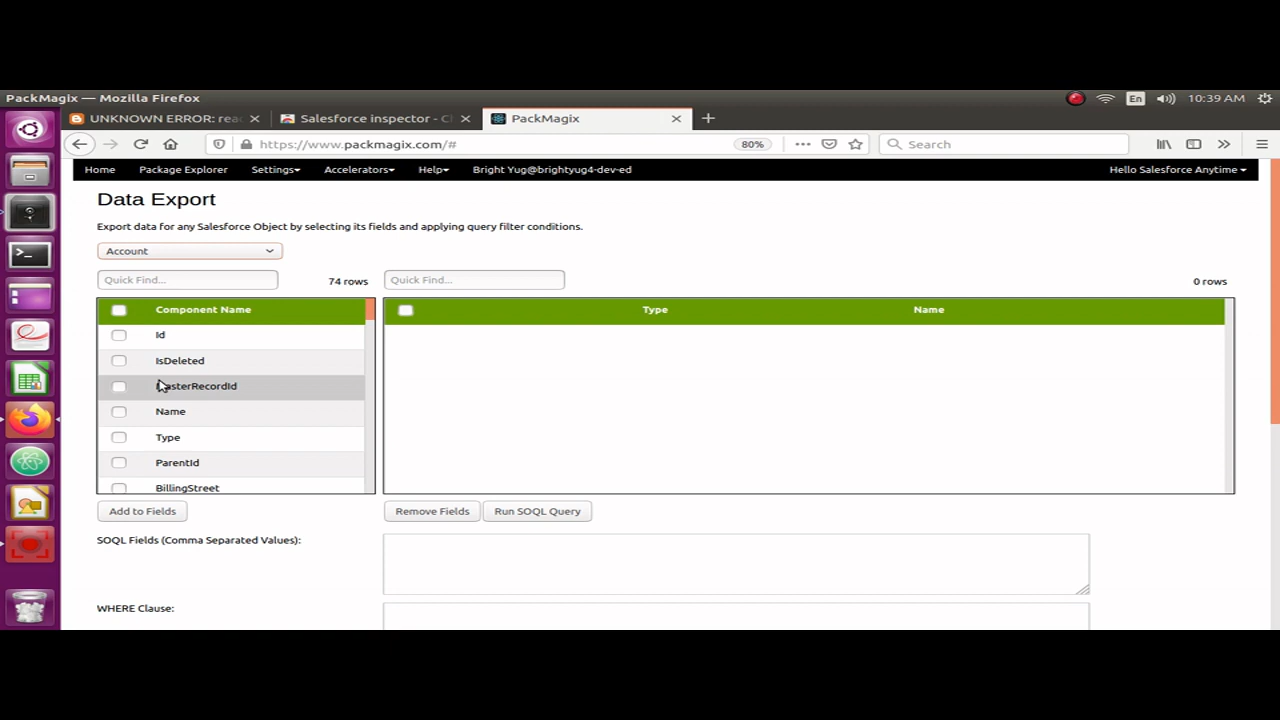 PackMagix — Mozilla Firefox
En
10:39 AM
UNKNOWN ERROR: rea
Salesforce inspector - C
PackMagix
https://www.packmagix.com/#
80%
Search
Home
Package Explorer
Settings
Accelerators
Help
Bright Yug@brightyug4-dev-ed
Hello Salesforce Anytime
Data Export
Export data for any Salesforce Object by selecting its fields and applying query filter conditions.
Account
Quick Find...
74 rows
Quick Find...
0 rows
Component Name
Type
Name
Id
IsDeleted
MasterRecordId
Name
Type
ParentId
BillingStreet
Add to Fields
Remove Fields
Run SOQL Query
SOQL Fields (Comma Separated Values):
WHERE Clause: